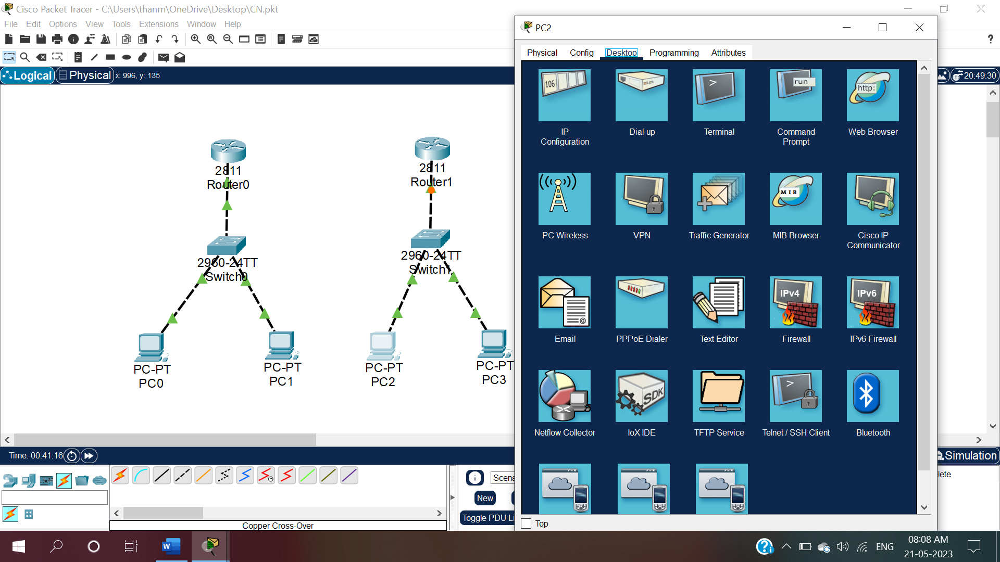 Cisco Packet Tracer - C:\Users\thanm\OneDrive\Desktop\CN.pkt
File Edit Options View Tools Extensions Window Help
?
Logical Physical x: 996, y: 135
20:49:30
2811
Router0
2811
Router1
2960-24TT
Switch0
2960-24TT
Switch1
PC-PT
PC0
PC-PT
PC1
PC-PT
PC2
PC-PT
PC3
Time: 00:41:16
Simulation
Copper Cross-Over
Scena
New
Toggle PDU Li
lete
PC2
Physical Config Desktop Programming Attributes
106
IP
Configuration
Dial-up
>
Terminal
run
Command
Prompt
http:
Web Browser
PC Wireless
VPN
Traffic Generator
MIB
MIB Browser
Cisco IP
Communicator
@
Email
PPPoE Dialer
Text Editor
IPv4
Firewall
IPv6
IPv6 Firewall
Netflow Collector
SDK
IoX IDE
TFTP Service
>
Telnet / SSH Client
Bluetooth
Top
W
ENG
08:08 AM
21-05-2023